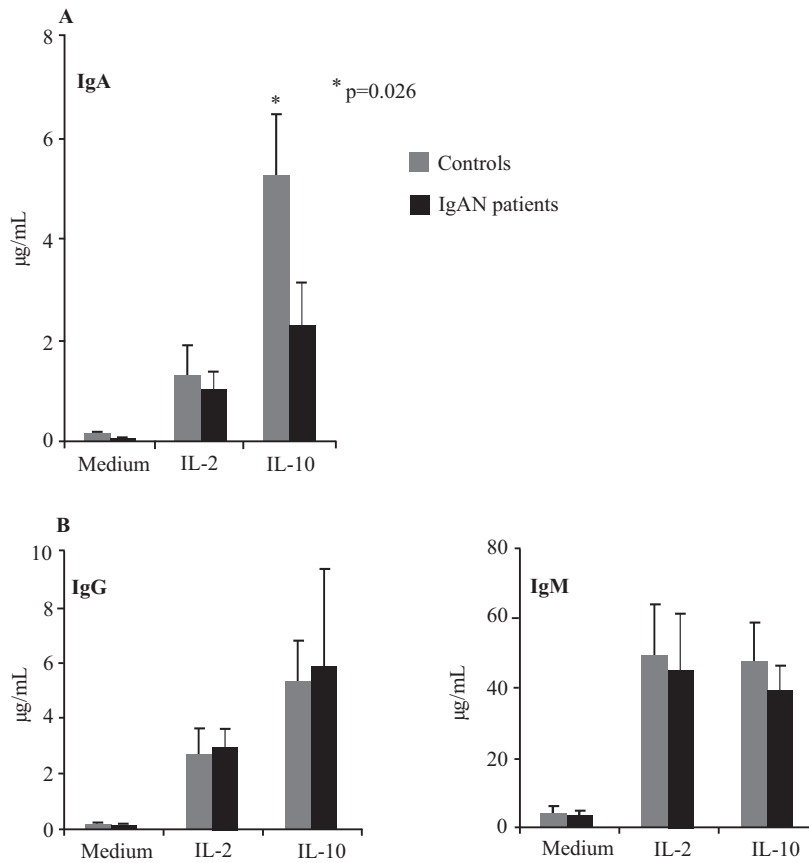 A
8
IgA
* p=0.026
*
6
Controls
IgAN patients
4
µg/mL
2
0
Medium IL-2 IL-10
B
10
IgG
8
6
µg/mL
4
2
0
Medium IL-2 IL-10
80
IgM
60
40
µg/mL
20
0
Medium IL-2 IL-10